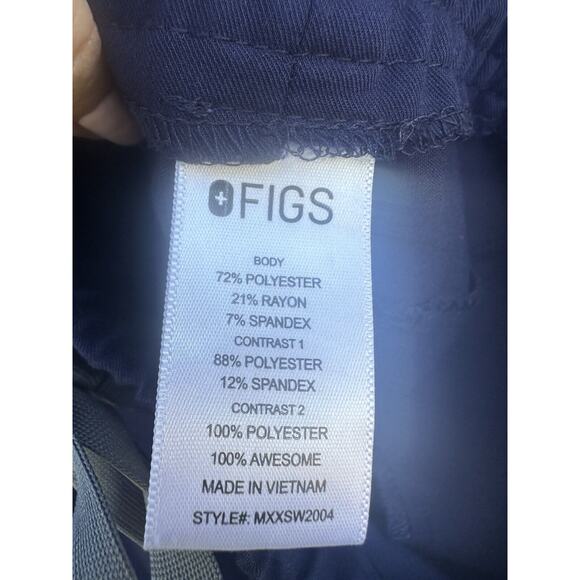 FIGS
BODY
72% POLYESTER
21% RAYON
7% SPANDEX
CONTRAST 1
88% POLYESTER
12% SPANDEX
CONTRAST 2
100% POLYESTER
100% AWESOME
MADE IN VIETNAM
STYLE#: MXXSW2004